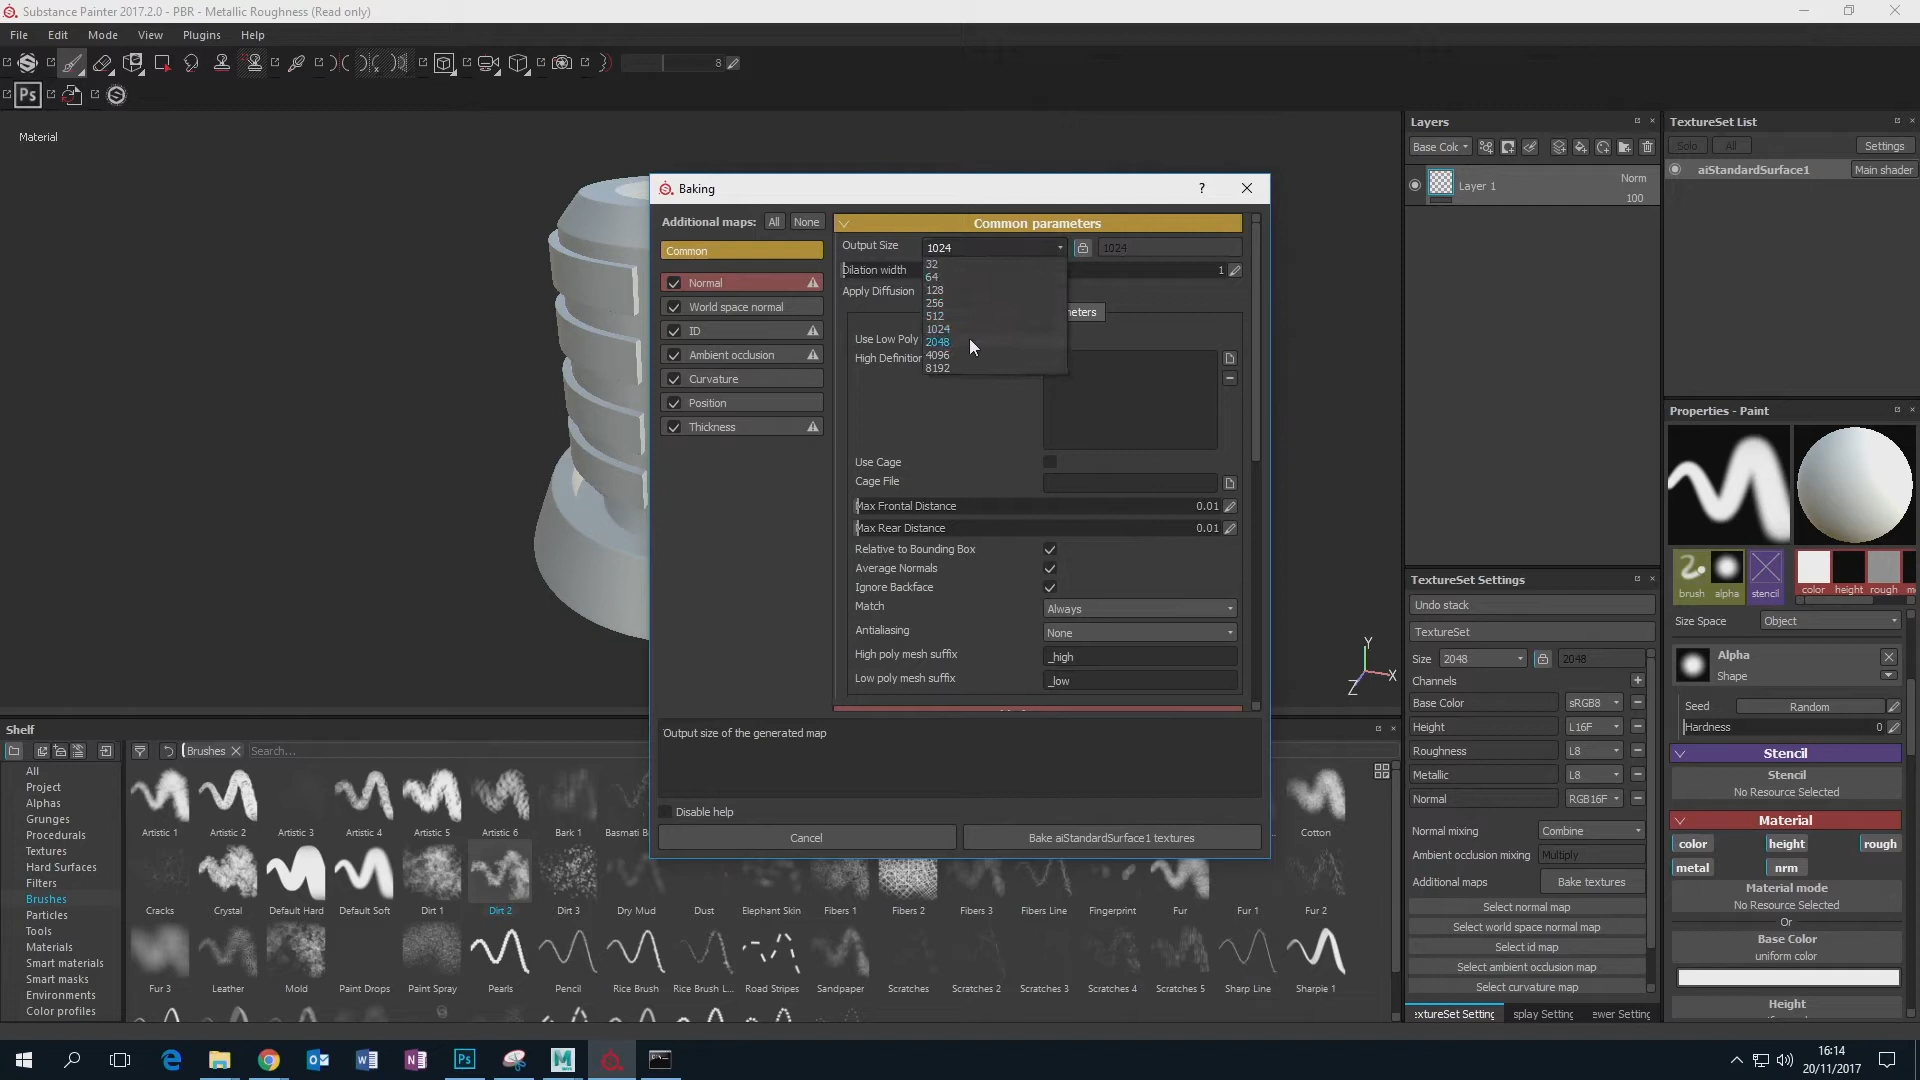 Substance Painter 2017.2.0 - PBR - Metallic Roughness (Read only)
File Edit Mode View Plugins Help
8
Ps
Material
Baking
?
Additional maps: All None
Common
Normal
World space normal
ID
Ambient occlusion
Curvature
Position
Thickness
Common parameters
Output Size 1024 1024
32
64
128
256
512
1024
2048
4096
8192
Dilation width 1
Apply Diffusion
Use Low Poly
High Definition
Use Cage
Cage File
Max Frontal Distance 0.01
Max Rear Distance 0.01
Relative to Bounding Box
Average Normals
Ignore Backface
Match Always
Antialiasing None
High poly mesh suffix _high
Low poly mesh suffix _low
Output size of the generated map
Disable help
Cancel
Bake aiStandardSurface1 textures
Y
X
Z
Layers
Base Colc
Layer 1
Norm
100
TextureSet List
Solo All Settings
aiStandardSurface1 Main shader
Properties - Paint
brush alpha stencil color height rough
Size Space Object
Alpha
Shape
Seed Random
Hardness 0
Stencil
Stencil
No Resource Selected
Material
color height rough
metal nrm
Material mode
No Resource Selected
Or
Base Color
uniform color
Height
TextureSet Settings
Undo stack
TextureSet
Size 2048 2048
Channels
Base Color sRGB8
Height L16F
Roughness L8
Metallic L8
Normal RGB16F
Normal mixing Combine
Ambient occlusion mixing Multiply
Additional maps Bake textures
Select normal map
Select world space normal map
Select id map
Select ambient occlusion map
Select curvature map
extureSet Setting splay Setting ewer Setting
Shelf
Brushes Search...
All
Project
Alphas
Grunges
Procedurals
Textures
Hard Surfaces
Filters
Brushes
Particles
Tools
Materials
Smart materials
Smart masks
Environments
Color profiles
Artistic 1 Artistic 2 Artistic 3 Artistic 4 Artistic 5 Artistic 6 Bark 1 Basmati B... Cotton
Cracks Crystal Default Hard Default Soft Dirt 1 Dirt 2 Dirt 3 Dry Mud Dust Elephant Skin Fibers 1 Fibers 2 Fibers 3 Fibers Line Fingerprint Fur Fur 1 Fur 2
Fur 3 Leather Mold Paint Drops Paint Spray Pearls Pencil Rice Brush Rice Brush L... Road Stripes Sandpaper Scratches Scratches 2 Scratches 3 Scratches 4 Scratches 5 Sharp Line Sharpie 1
Ps
16:14
20/11/2017